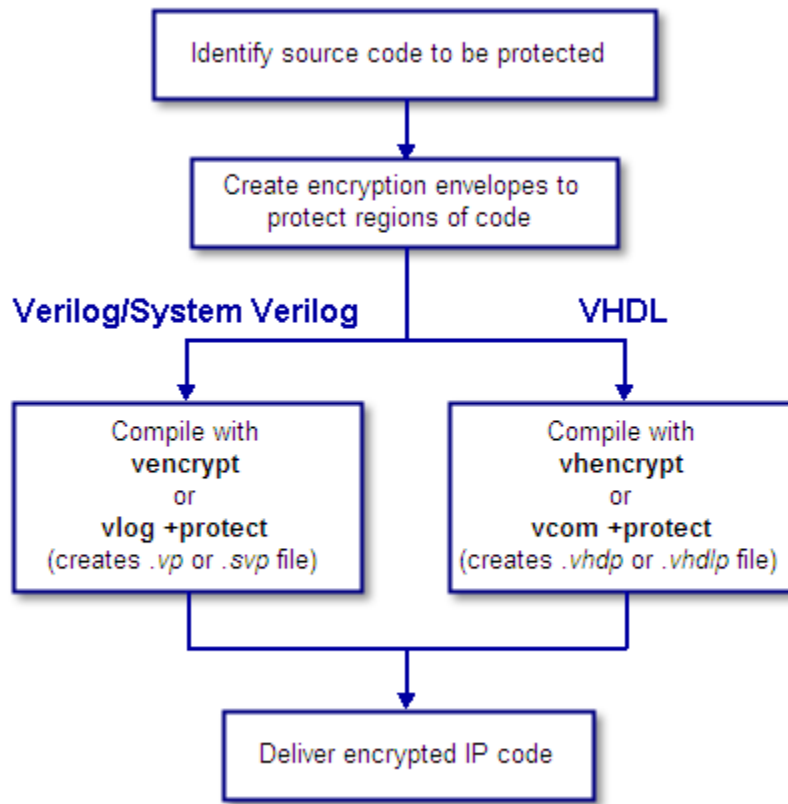 Identify source code to be protected
Create encryption envelopes to
protect regions of code
Verilog/System Verilog
VHDL
Compile with
vencrypt
or
vlog +protect
(creates .vp or .svp file)
Compile with
vhencrypt
or
vcom +protect
(creates .vhdp or .vhdlp file)
Deliver encrypted IP code